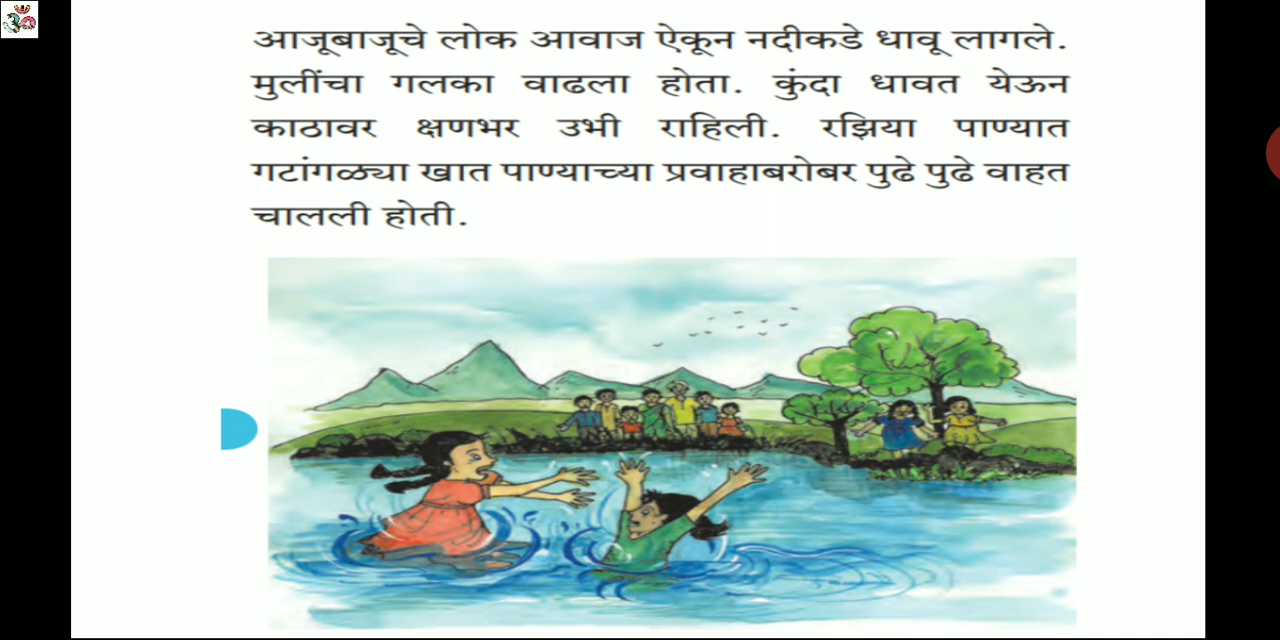 आजूबाजूचे लोक आवाज ऐकून नदीकडे धावू लागले.
मुलींचा गलका वाढला होता. कुंदा धावत येऊन
काठावर क्षणभर उभी राहिली. रझिया पाण्यात
गटांगळ्या खात पाण्याच्या प्रवाहाबरोबर पुढे पुढे वाहत
चालली होती.